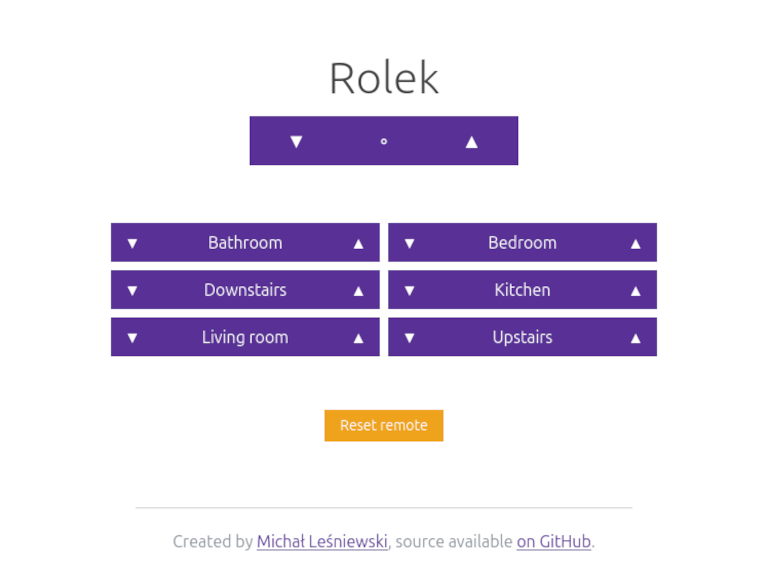 Rolek
▼ ∘ ▲
▼ Bathroom ▲ ▼ Bedroom ▲
▼ Downstairs ▲ ▼ Kitchen ▲
▼ Living room ▲ ▼ Upstairs ▲
Reset remote
Created by Michał Leśniewski, source available on GitHub.